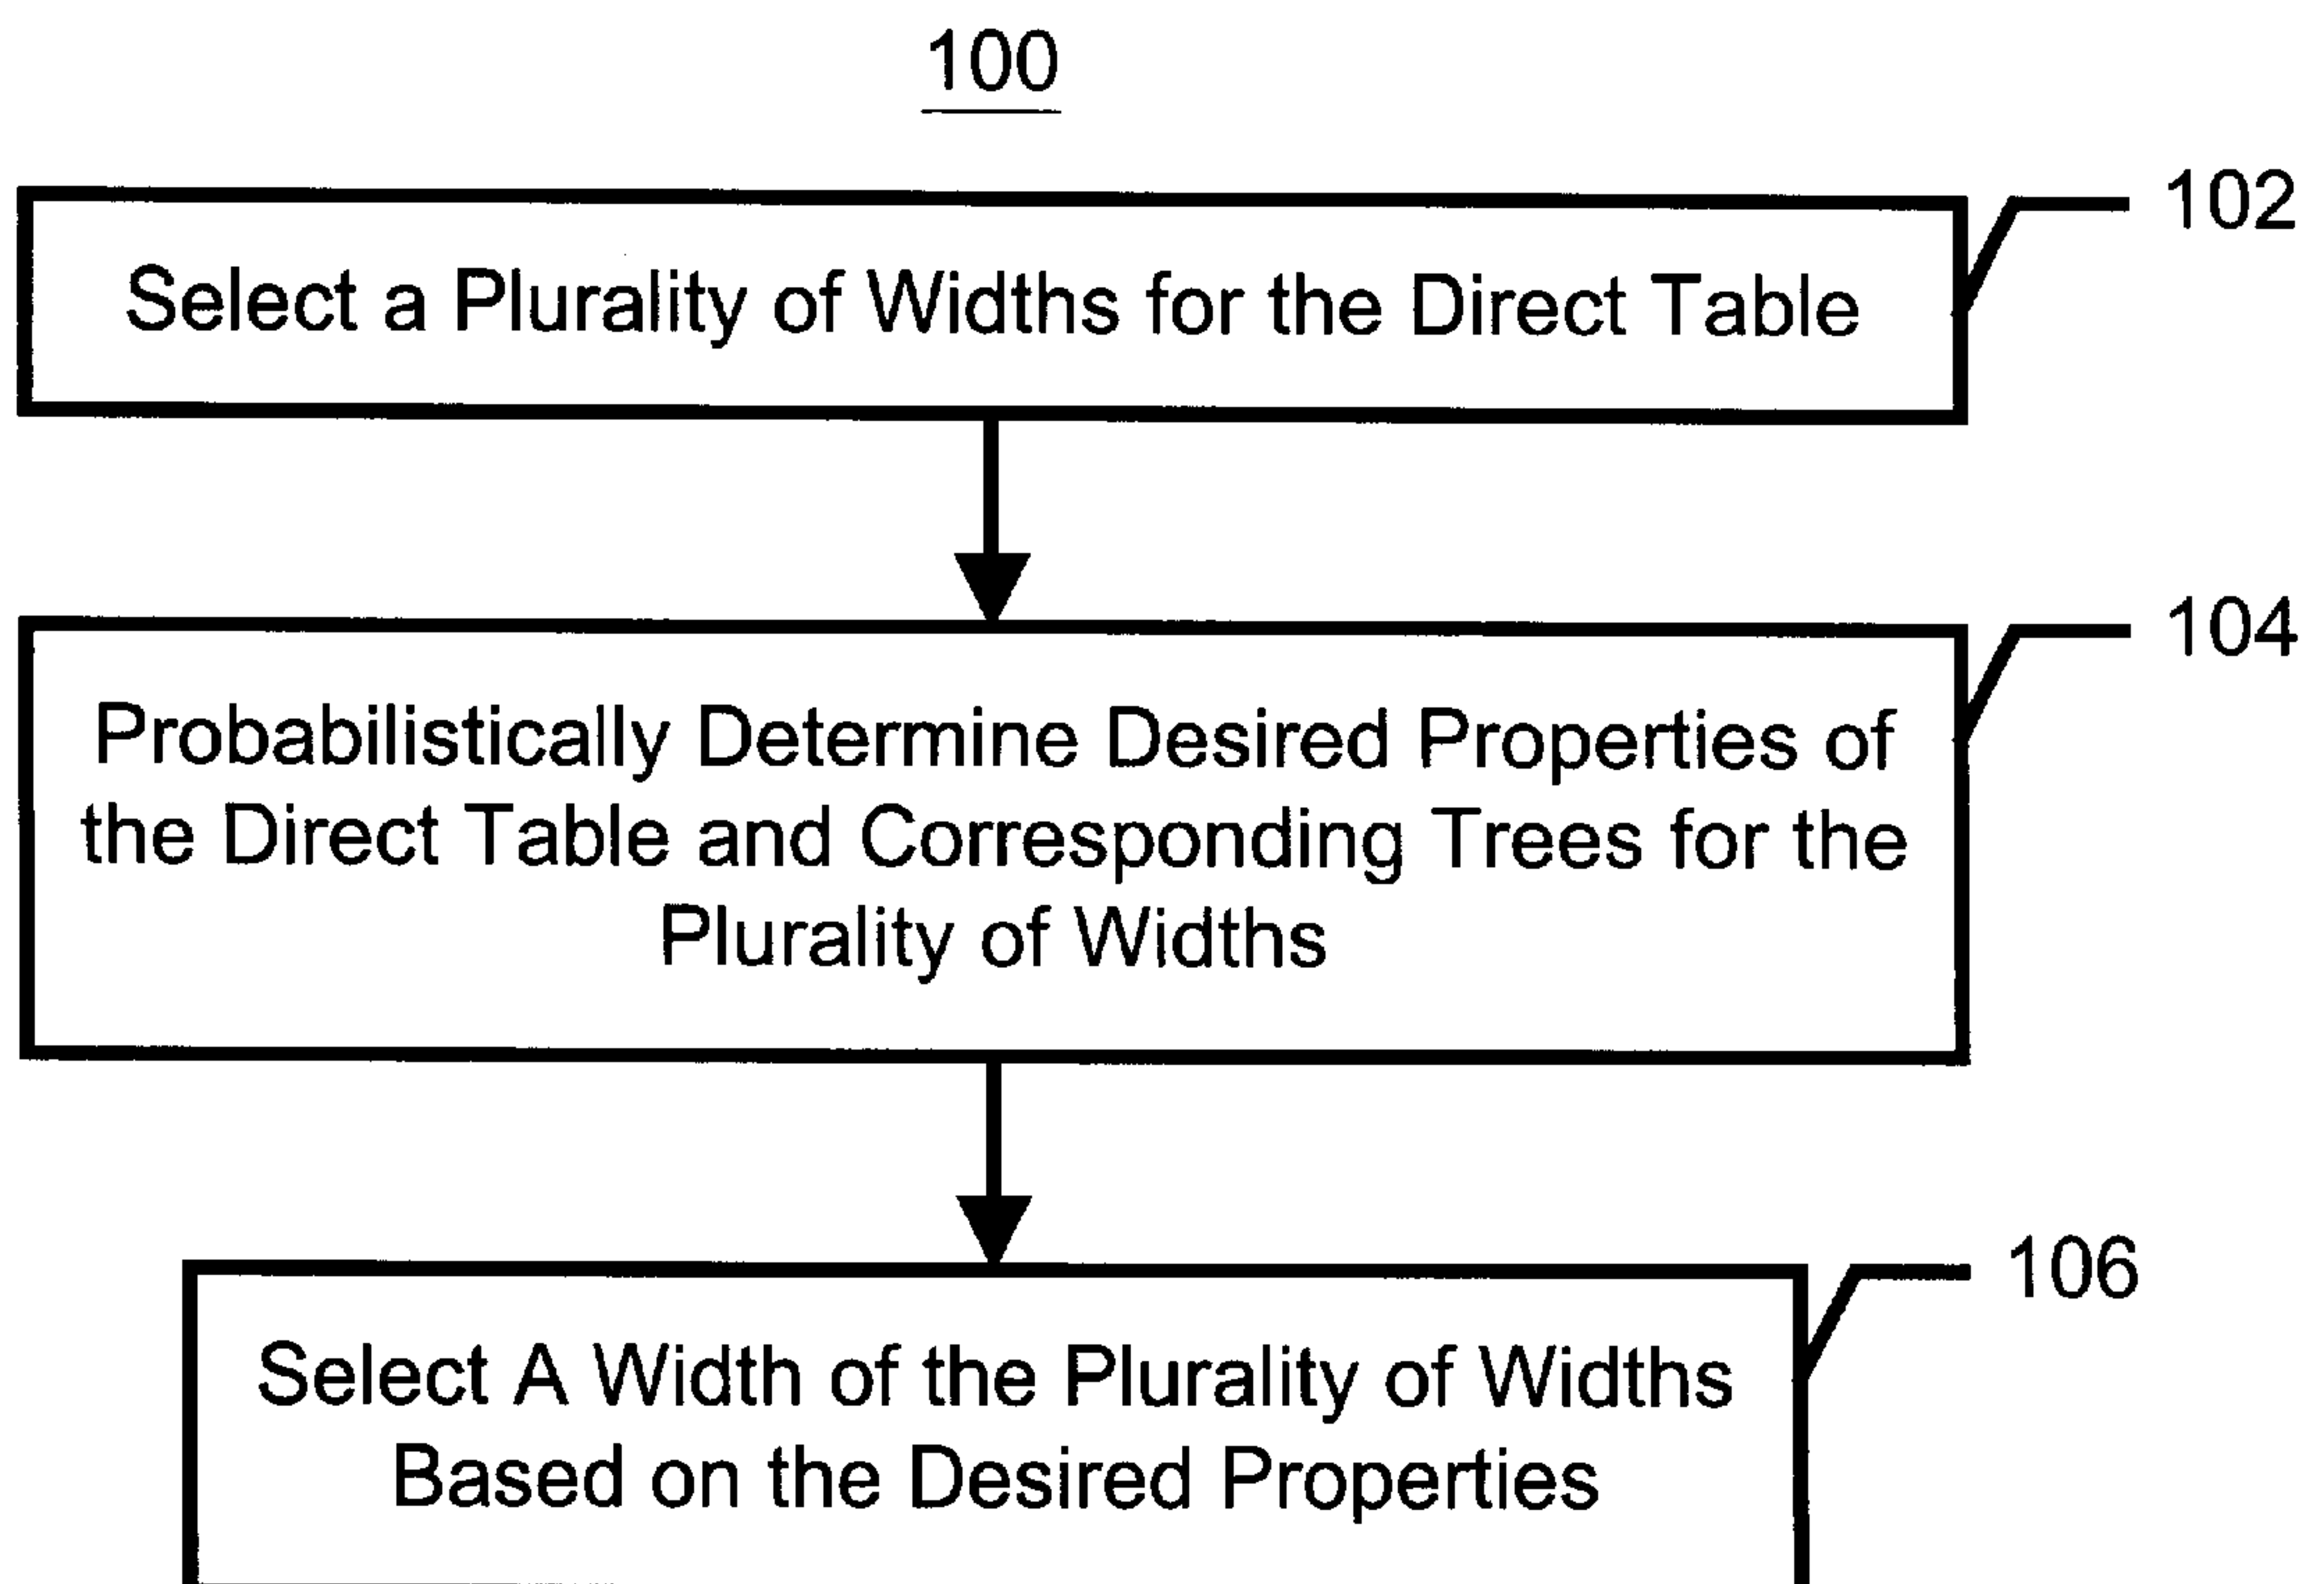 100
102
Select a Plurality of Widths for the Direct Table
104
Probabilistically Determine Desired Properties of
the Direct Table and Corresponding Trees for the
Plurality of Widths
106
Select A Width of the Plurality of Widths
Based on the Desired Properties